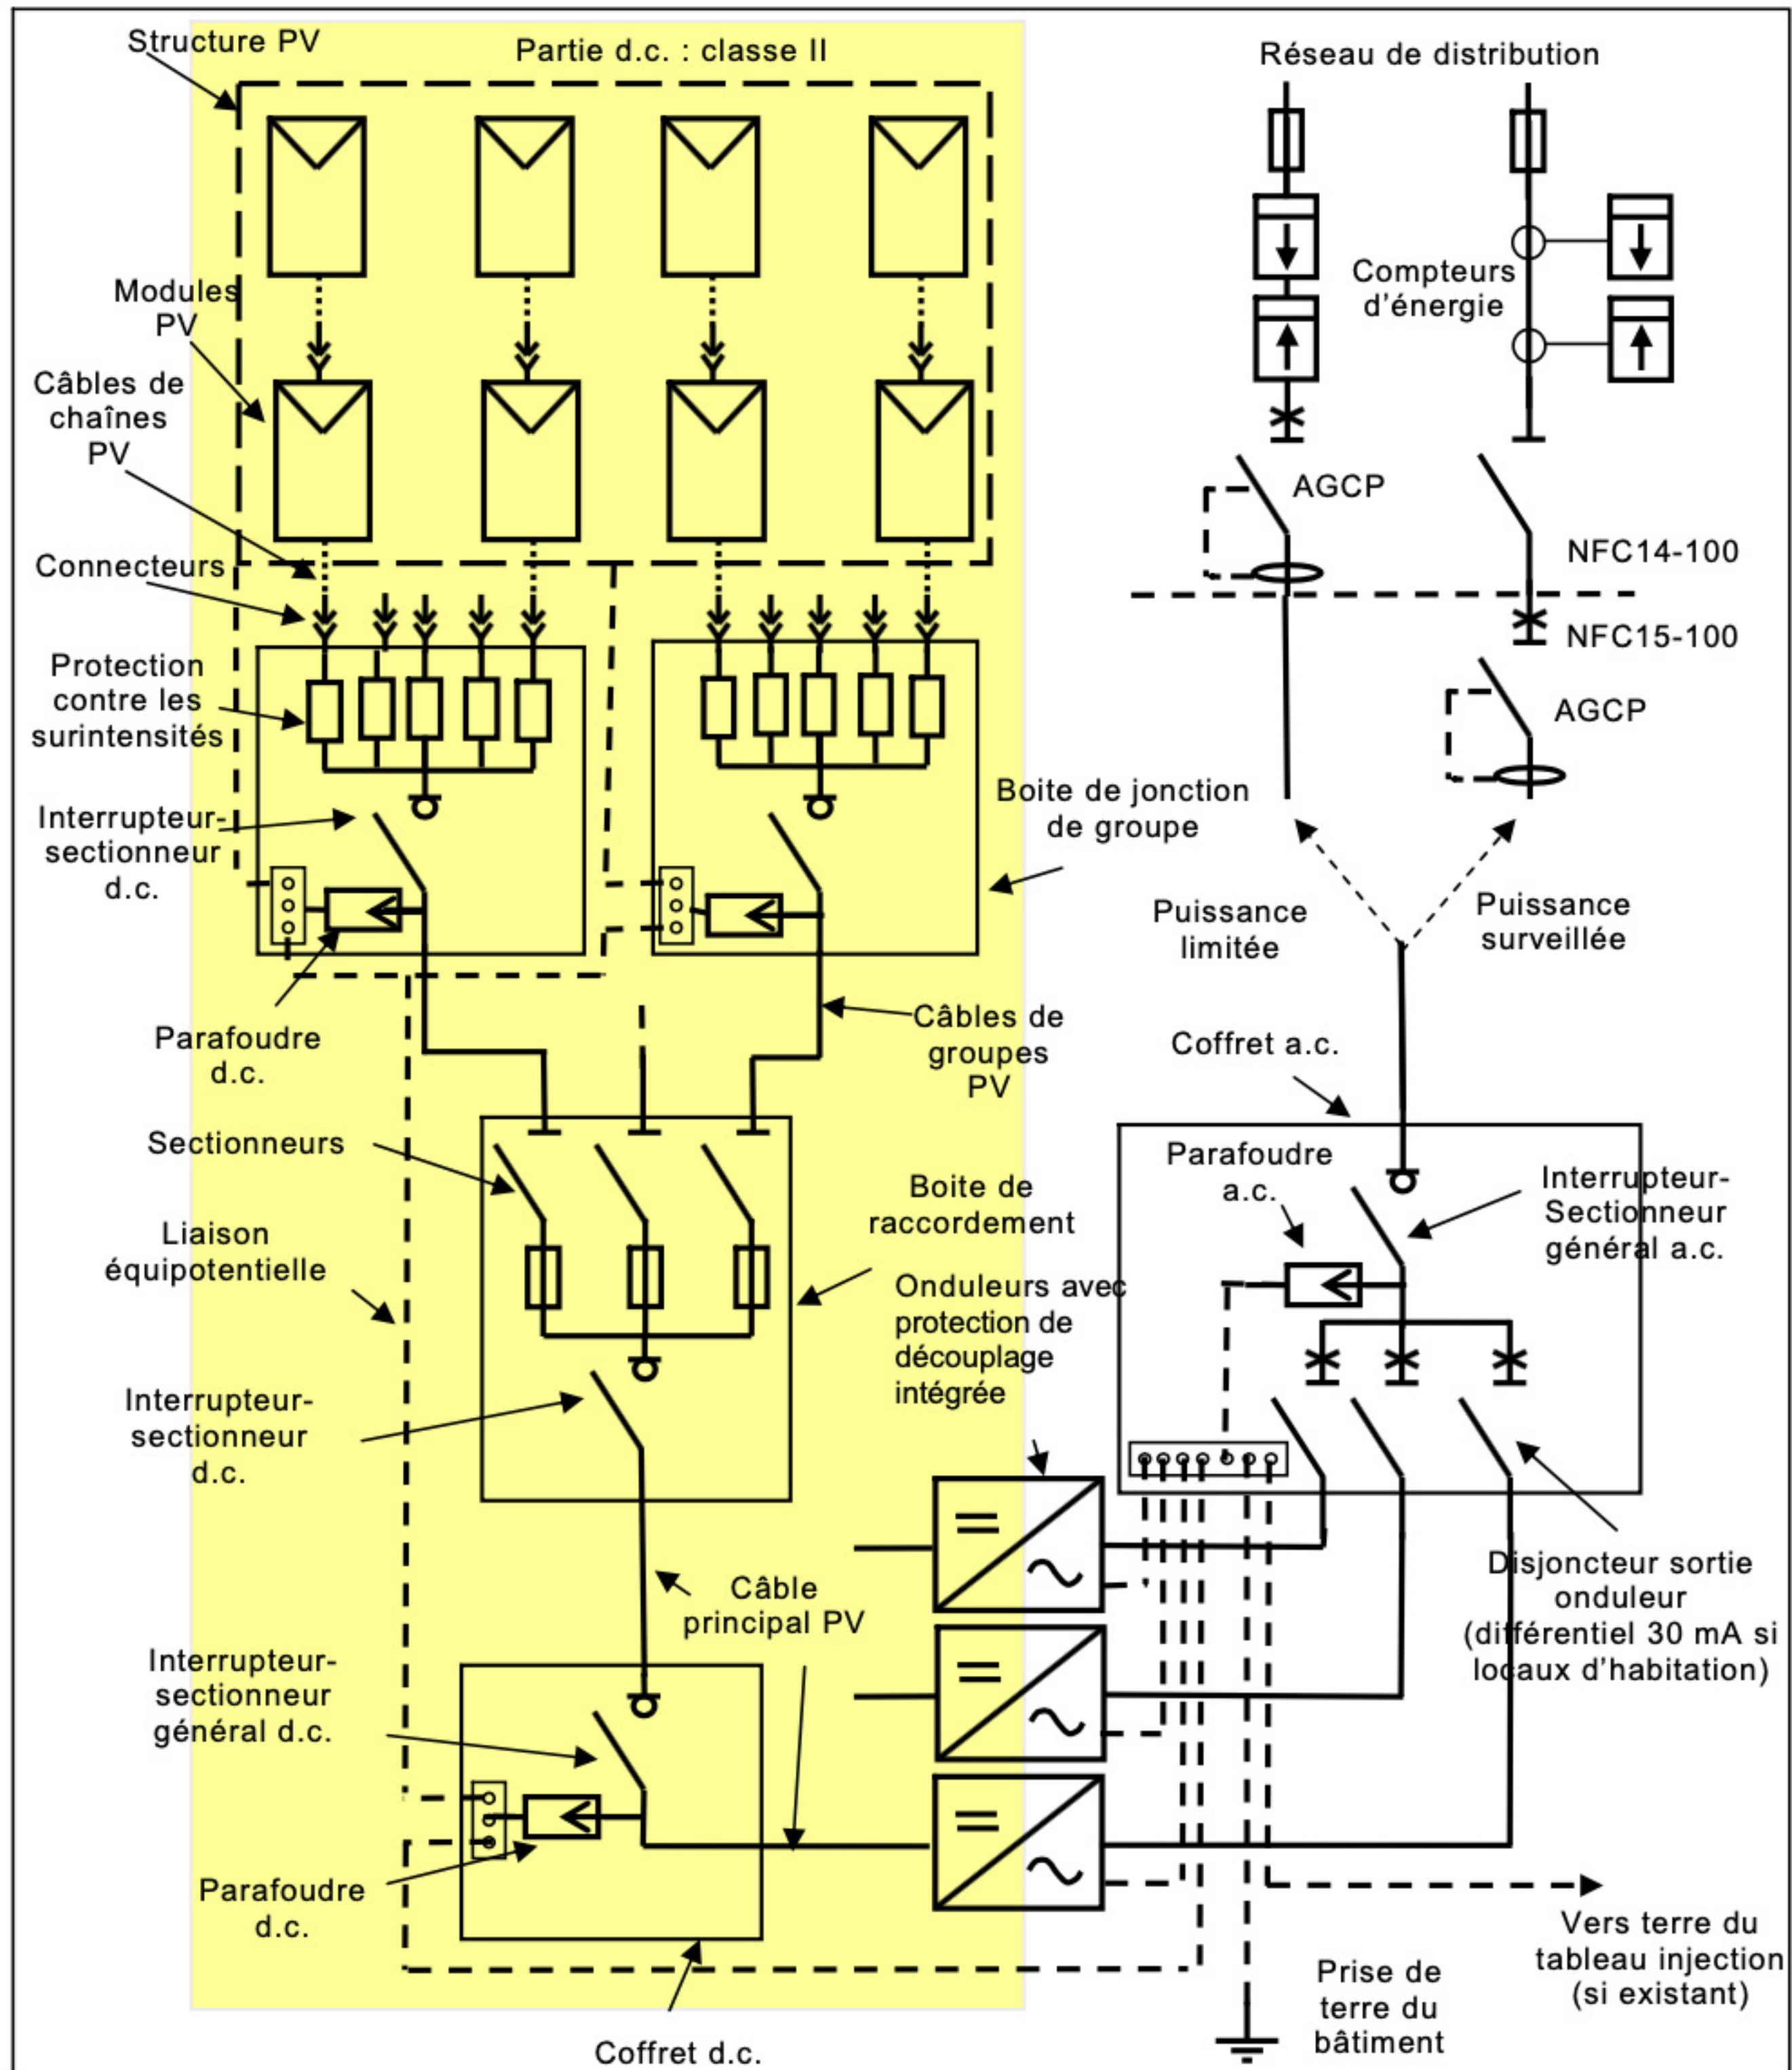 Structure PV
Partie d.c. : classe II
Réseau de distribution
Modules
PV
Compteurs
d'énergie
Câbles de
chaînes
PV
AGCP
Connecteurs
NFC14-100
NFC15-100
Protection
contre les
surintensités
AGCP
Boite de jonction
de groupe
Interrupteur-
sectionneur
d.c.
Puissance
limitée
Puissance
surveillée
Parafoudre
d.c.
Câbles de
groupes
PV
Coffret a.c.
Sectionneurs
Parafoudre
a.c.
Interrupteur-
Sectionneur
général a.c.
Boite de
raccordement
Liaison
équipotentielle
Onduleurs avec
protection de
découplage
intégrée
Interrupteur-
sectionneur
d.c.
Câble
principal PV
Disjoncteur sortie
onduleur
(différentiel 30 mA si
locaux d'habitation)
Interrupteur-
sectionneur
général d.c.
Parafoudre
d.c.
Vers terre du
tableau injection
(si existant)
Prise de
terre du
bâtiment
Coffret d.c.